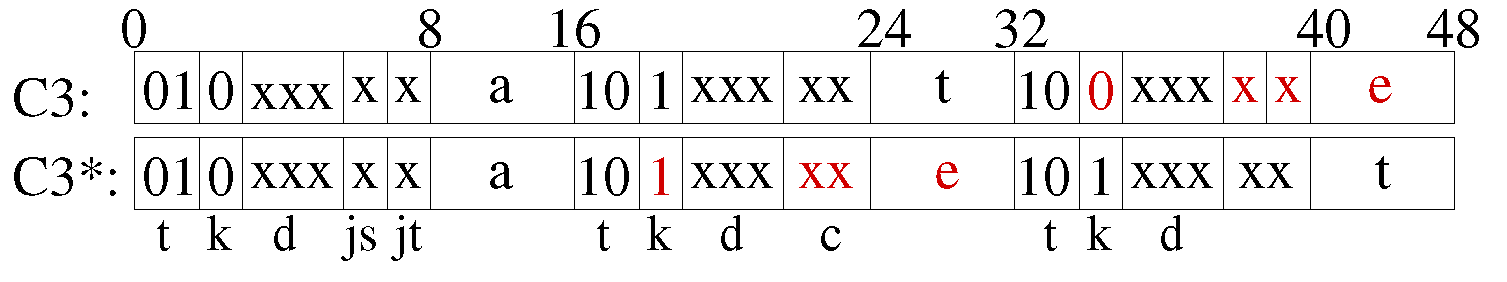 0 8 16 24 32 40 48
C3: 01 0 xxx x x a 10 1 xxx xx t 10 0 xxx x x e
C3*: 01 0 xxx x x a 10 1 xxx xx e 10 1 xxx xx t
t k d js jt t k d c t k d